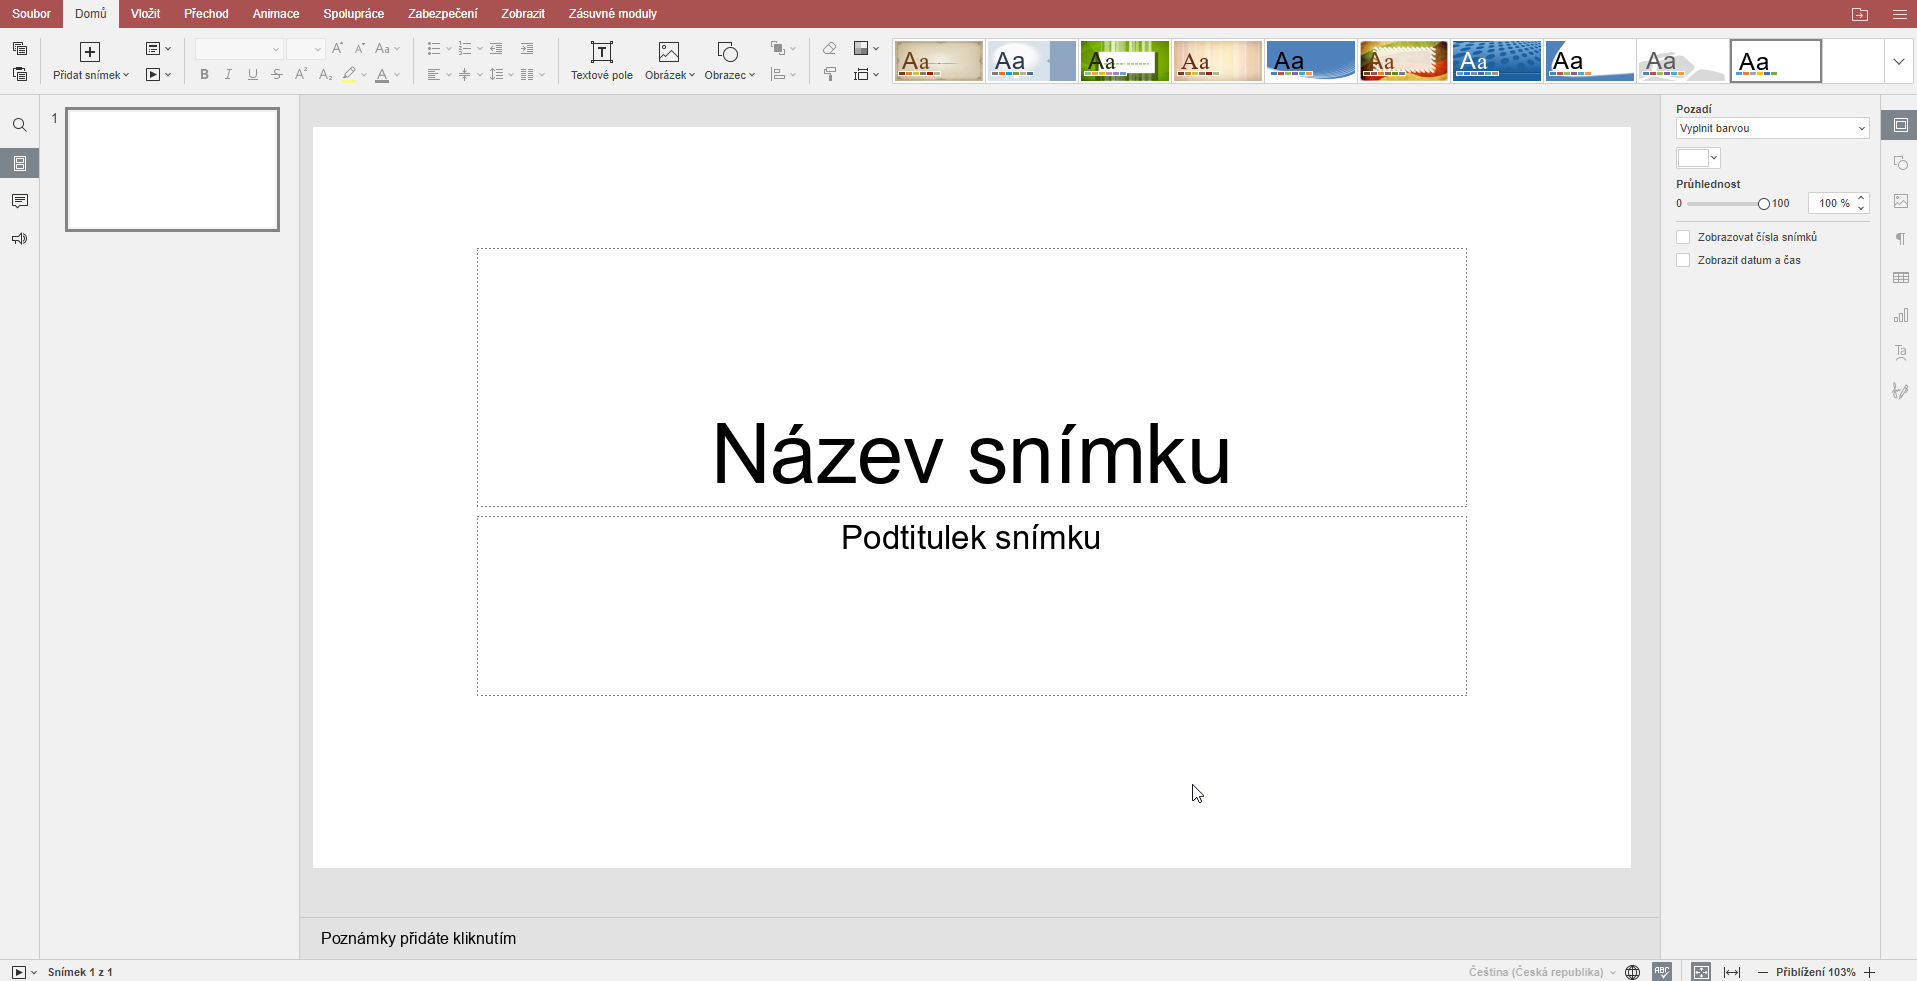 Soubor Domů Vložit Přechod Animace Spolupráce Zabezpečení Zobrazit Zásuvné moduly
Přidat snímek
Textové pole Obrázek Obrazec
Aa Aa Aa Aa Aa Aa Aa Aa Aa Aa
1
Název snímku
Podtitulek snímku
Poznámky přidáte kliknutím
Pozadí
Vyplnit barvou
Průhlednost
0 100 100 %
Zobrazovat čísla snímků
Zobrazit datum a čas
Snímek 1 z 1
Čeština (Česká republika)
ABC
Přiblížení 103%